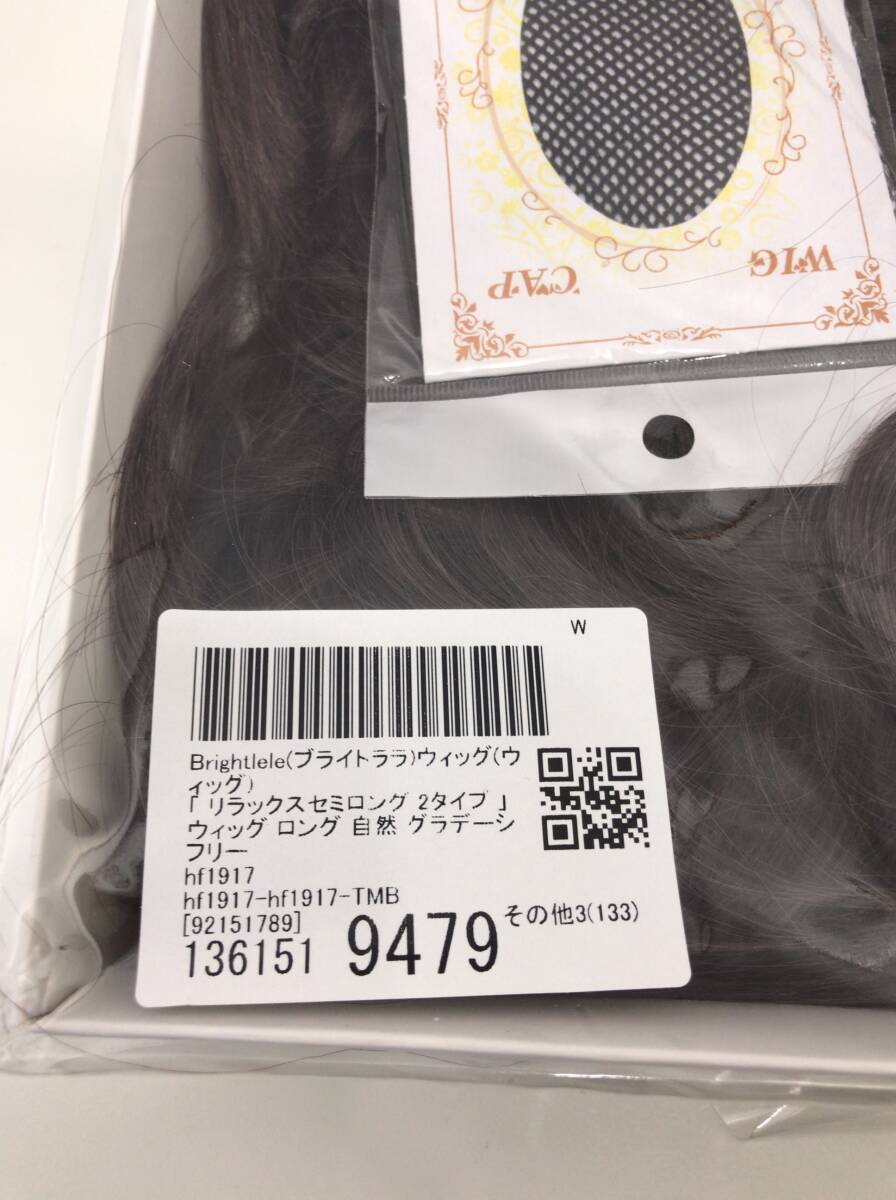 WIG
CAP
W
Brightlele(ブライトララ)ウィッグ(ウ
ィッグ)
「 リラックスセミロング 2タイプ 」
ウィッグ ロング 自然 グラデーシ
フリー
hf1917
hf1917-hf1917-TMB
[92151789]
136151 9479 その他3(133)